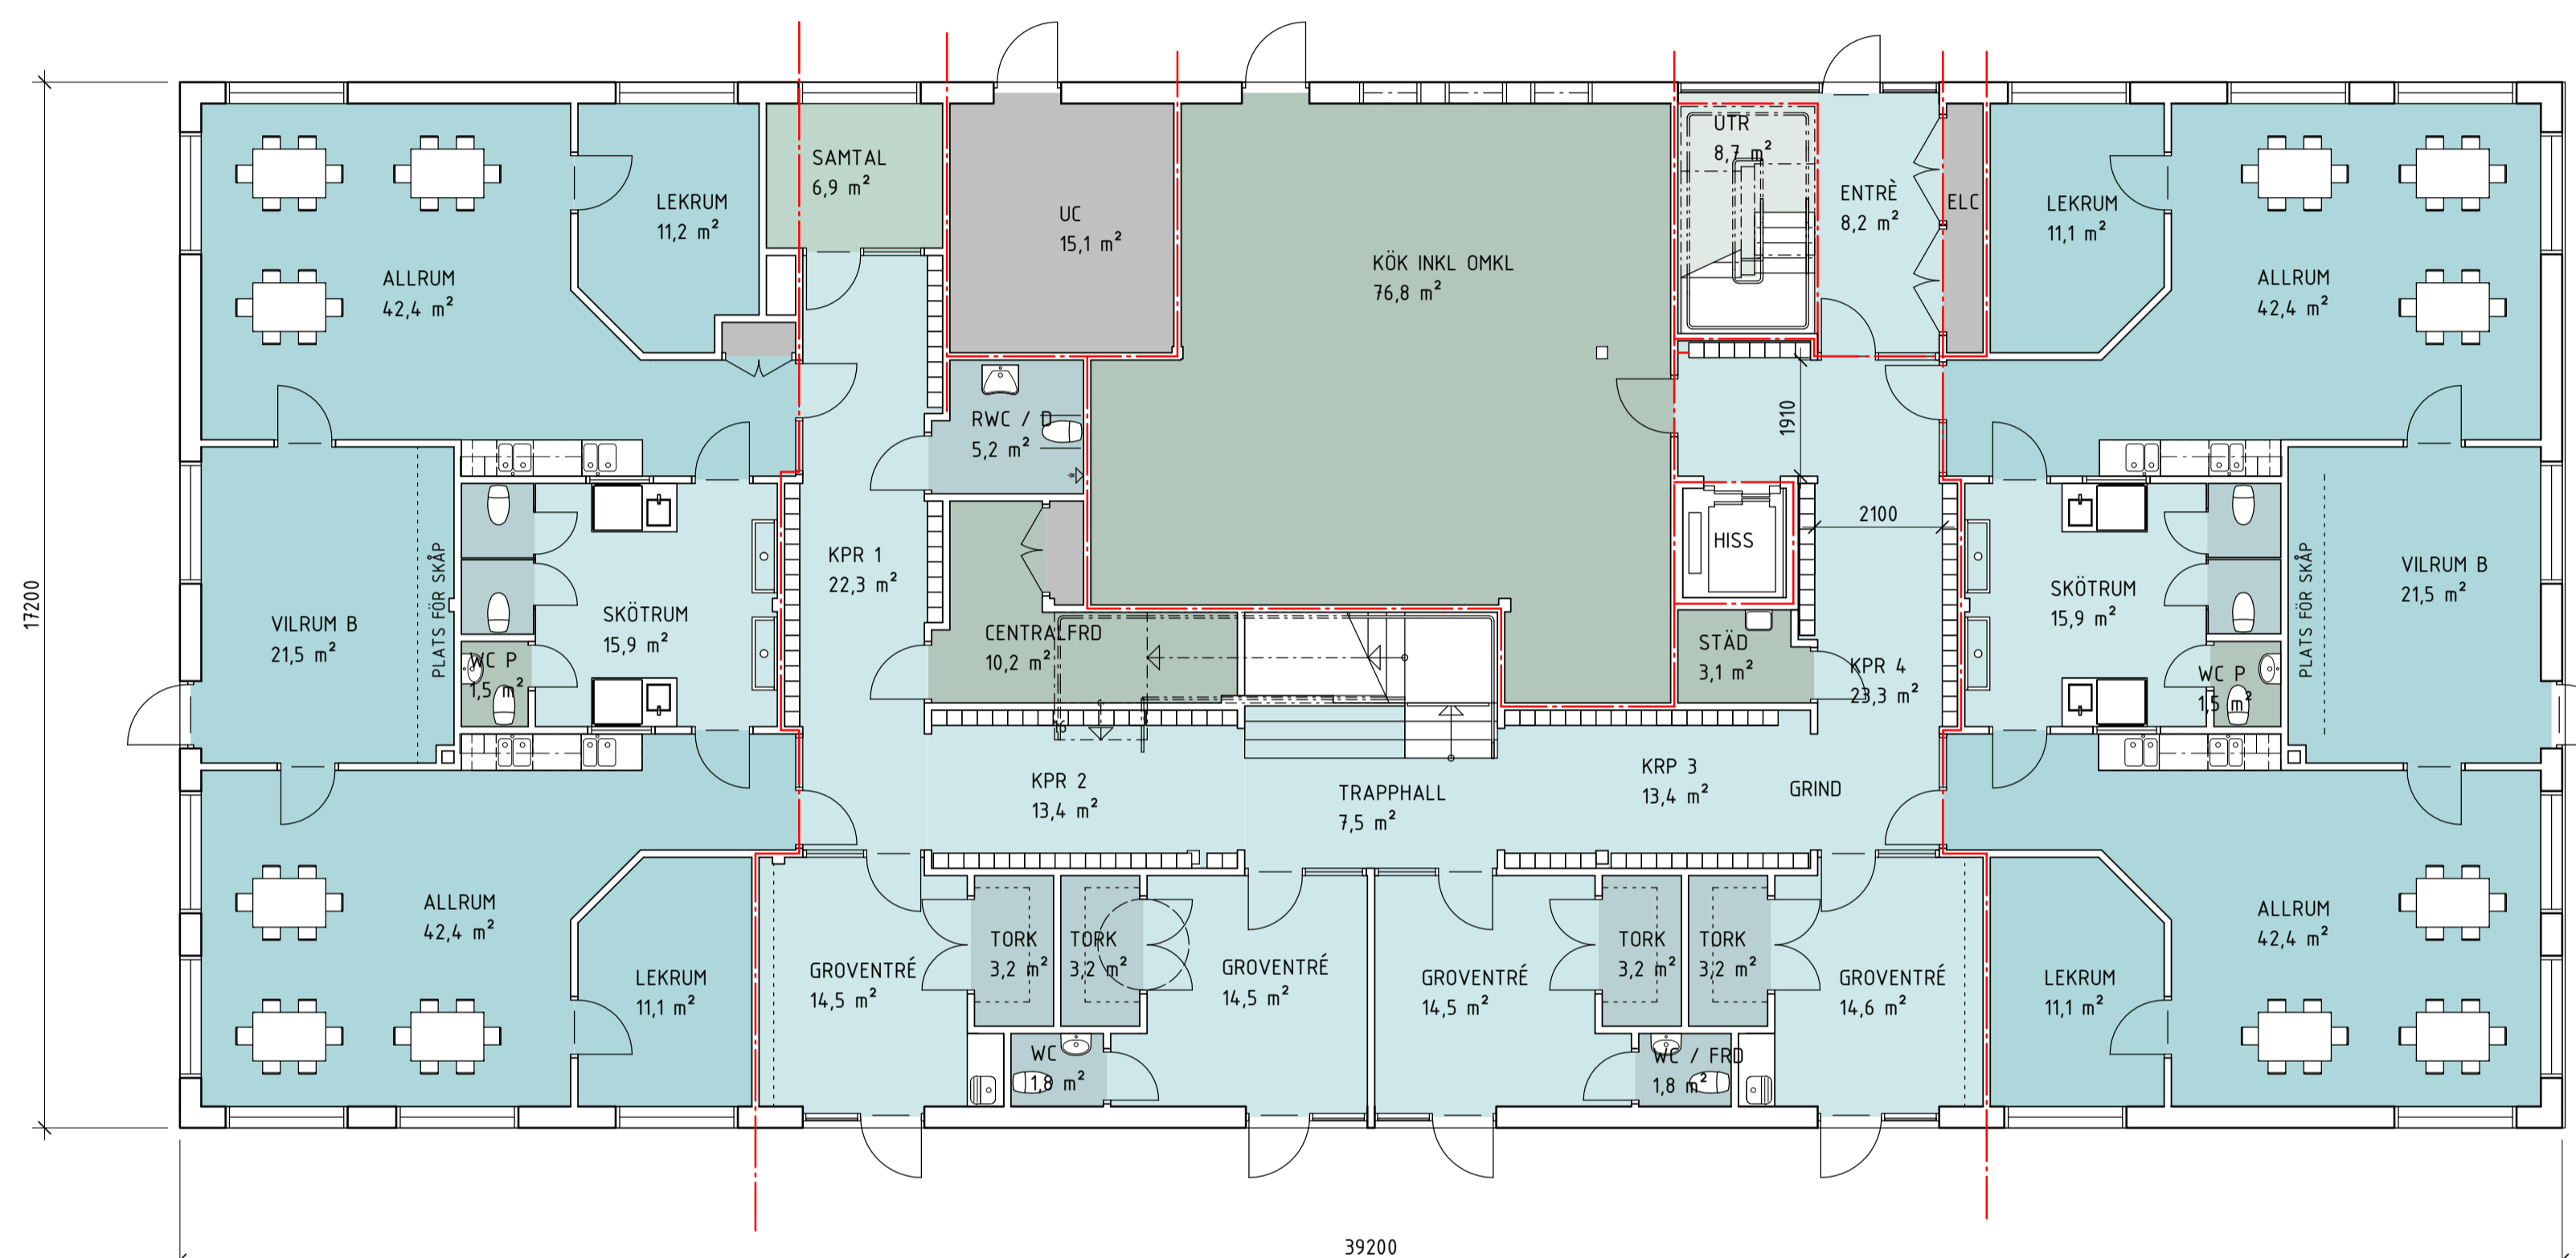 UTR
8,7 m²
SAMTAL
6,9 m²
LEKRUM
11,2 m²
UC
15,1 m²
ENTRÈ
8,2 m²
ELC
LEKRUM
11,1 m²
ALLRUM
42,4 m²
KÖK INKL OMKL
76,8 m²
ALLRUM
42,4 m²
RWC / D
5,2 m²
1910
2100
HISS
KPR 1
22,3 m²
17200
VILRUM B
21,5 m²
PLATS FÖR SKÅP
SKÖTRUM
15,9 m²
WC P
1,5 m²
CENTRALFRD
10,2 m²
STÄD
3,1 m²
KPR 4
23,3 m²
SKÖTRUM
15,9 m²
WC P
1,5 m²
PLATS FÖR SKÅP
VILRUM B
21,5 m²
16
KPR 2
13,4 m²
TRAPPHALL
7,5 m²
KRP 3
13,4 m²
GRIND
ALLRUM
42,4 m²
LEKRUM
11,1 m²
GROVENTRÉ
14,5 m²
TORK
3,2 m²
TORK
3,2 m²
GROVENTRÉ
14,5 m²
GROVENTRÉ
14,5 m²
TORK
3,2 m²
TORK
3,2 m²
GROVENTRÉ
14,6 m²
LEKRUM
11,1 m²
ALLRUM
42,4 m²
WC
1,8 m²
WC / FRD
1,8 m²
39200